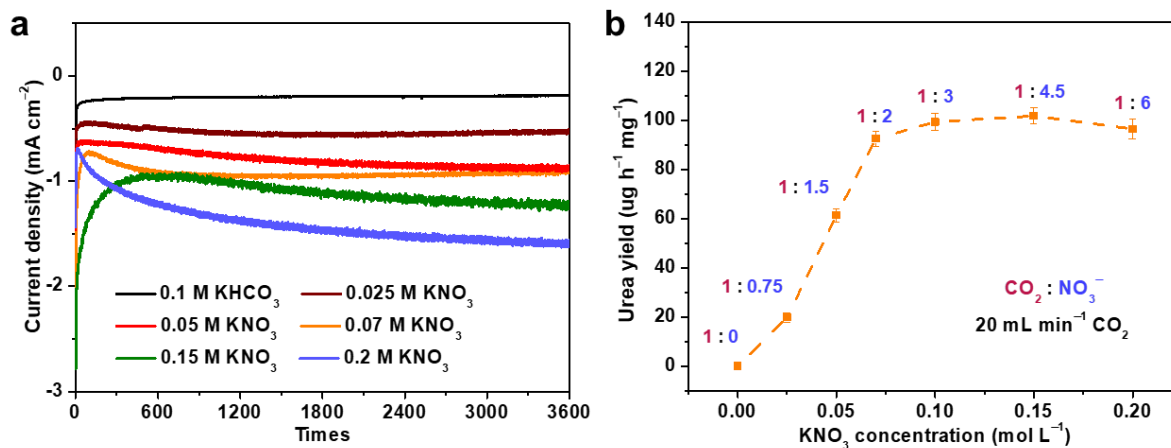 a
Current density (mA cm⁻²)
0
-1
-2
-3
0.1 M KHCO₃
0.025 M KNO₃
0.05 M KNO₃
0.07 M KNO₃
0.15 M KNO₃
0.2 M KNO₃
0 600 1200 1800 2400 3000 3600
Times
b
Urea yield (ug h⁻¹ mg⁻¹)
140
120
100
80
60
40
20
0
1 : 0
1 : 0.75
1 : 1.5
1 : 2
1 : 3
1 : 4.5
1 : 6
CO₂ : NO₃⁻
20 mL min⁻¹ CO₂
0.00 0.05 0.10 0.15 0.20
KNO₃ concentration (mol L⁻¹)